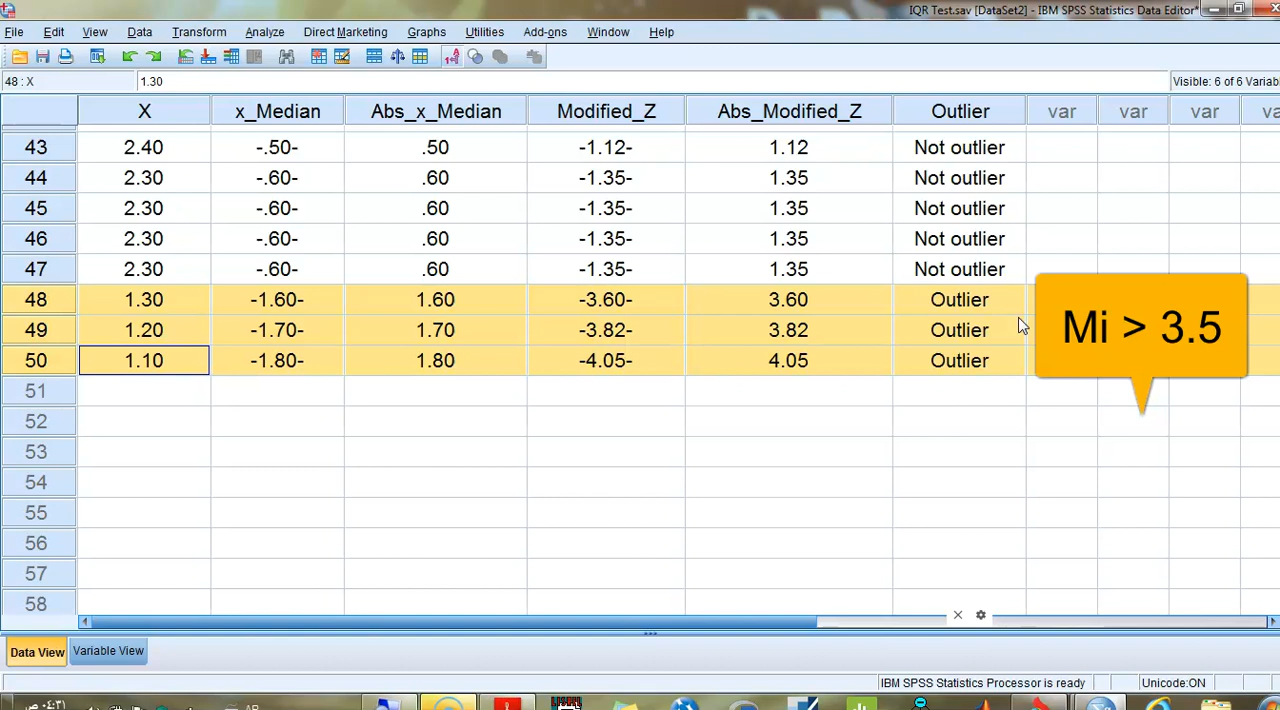 IQR Test.sav [DataSet2] - IBM SPSS Statistics Data Editor*
File Edit View Data Transform Analyze Direct Marketing Graphs Utilities Add-ons Window Help
48 : X 1.30 Visible: 6 of 6 Variab
X x_Median Abs_x_Median Modified_Z Abs_Modified_Z Outlier var var var va
43 2.40 -.50- .50 -1.12- 1.12 Not outlier
44 2.30 -.60- .60 -1.35- 1.35 Not outlier
45 2.30 -.60- .60 -1.35- 1.35 Not outlier
46 2.30 -.60- .60 -1.35- 1.35 Not outlier
47 2.30 -.60- .60 -1.35- 1.35 Not outlier
48 1.30 -1.60- 1.60 -3.60- 3.60 Outlier
49 1.20 -1.70- 1.70 -3.82- 3.82 Outlier
50 1.10 -1.80- 1.80 -4.05- 4.05 Outlier
Mi > 3.5
51
52
53
54
55
56
57
58
Data View Variable View
IBM SPSS Statistics Processor is ready Unicode:ON